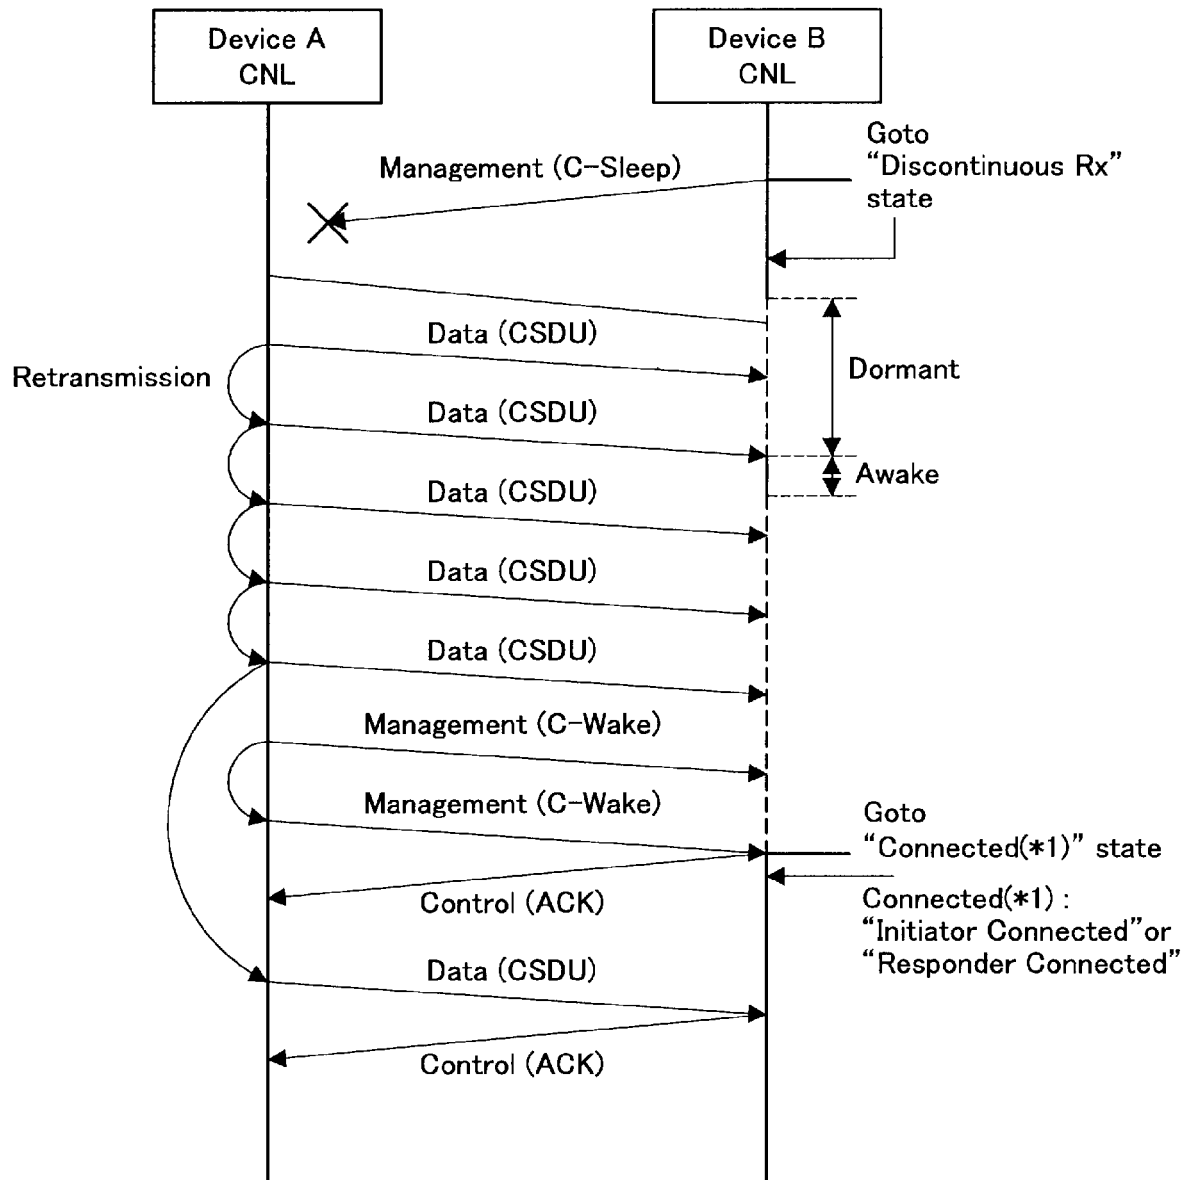 Device A
CNL
Device B
CNL
Goto
“Discontinuous Rx”
state
Management (C-Sleep)
Data (CSDU)
Retransmission
Dormant
Data (CSDU)
Awake
Data (CSDU)
Data (CSDU)
Data (CSDU)
Management (C-Wake)
Management (C-Wake)
Goto
“Connected(*1)” state
Control (ACK)
Connected(*1) :
“Initiator Connected”or
“Responder Connected”
Data (CSDU)
Control (ACK)